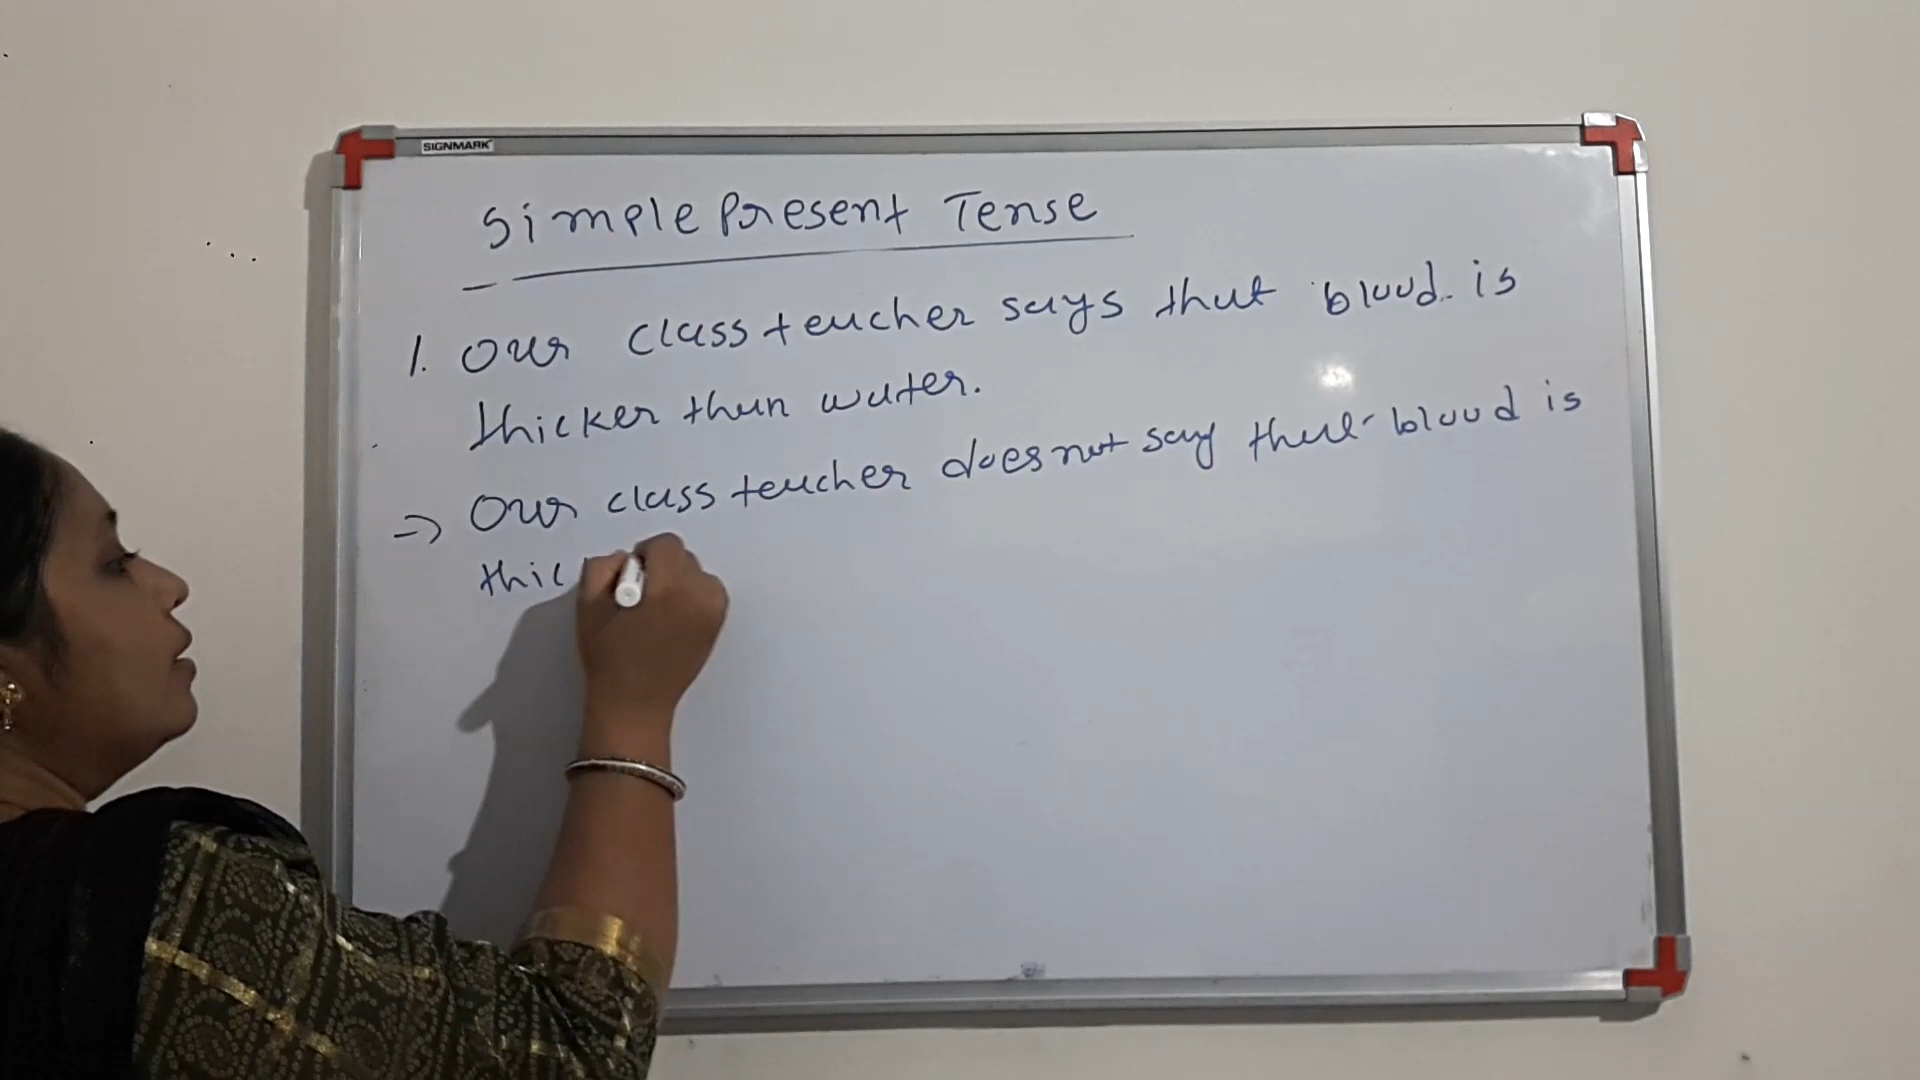 SIGNMARK
Simple Present Tense
1. Our class teacher says that blood is
thicker than water.
=> Our class teacher does not say that blood is
thic